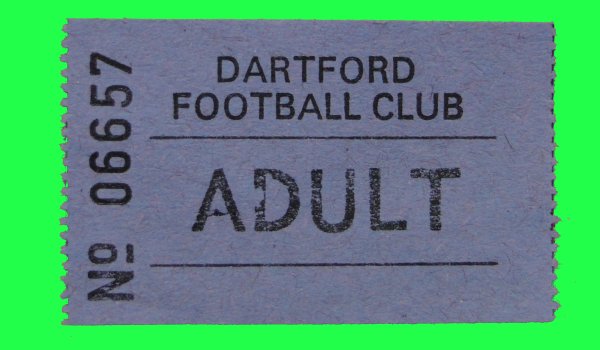 DARTFORD
FOOTBALL CLUB
ADULT
Nº 06657